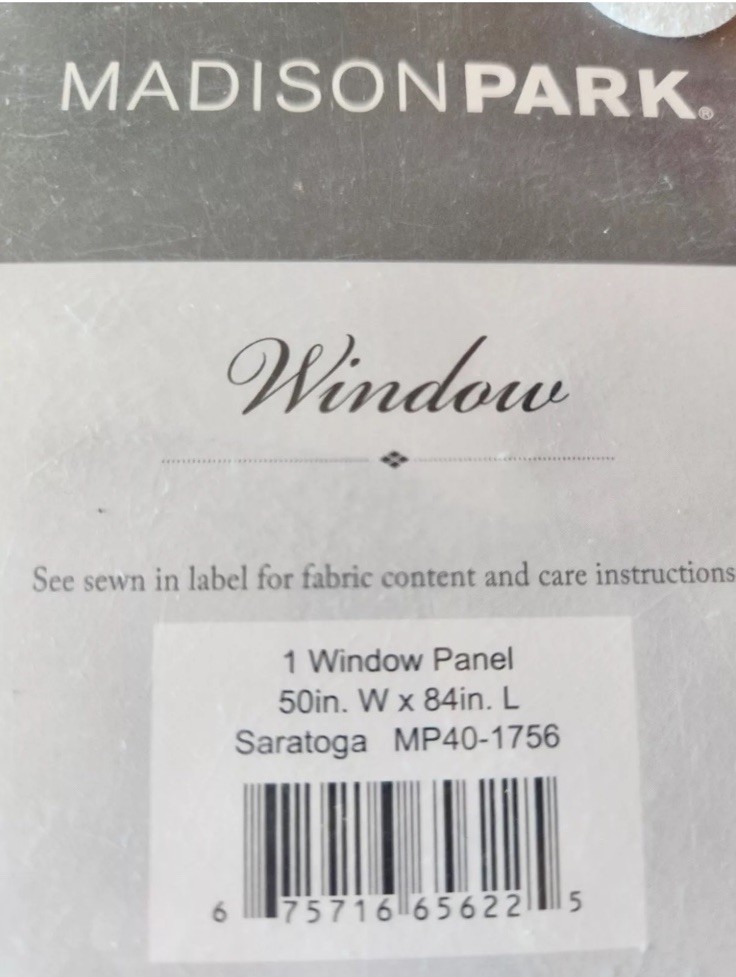 MADISONPARK®
Window
See sewn in label for fabric content and care instructions
1 Window Panel
50in. W x 84in. L
Saratoga MP40-1756
6 75716 65622 5